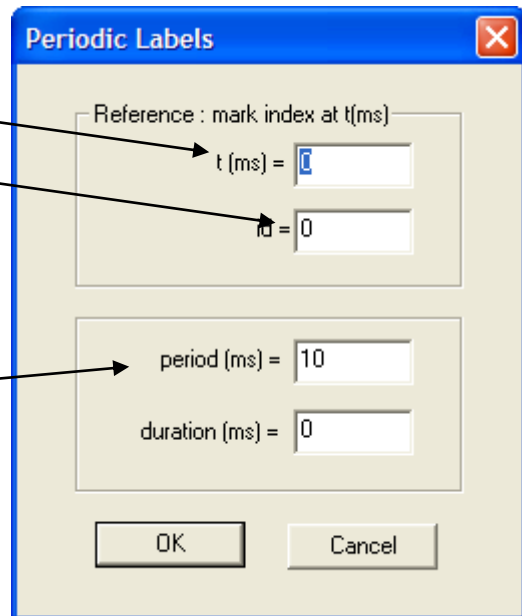 Periodic Labels
Reference : mark index at t(ms)
t (ms) = 0
= 0
period (ms) = 10
duration (ms) = 0
OK Cancel